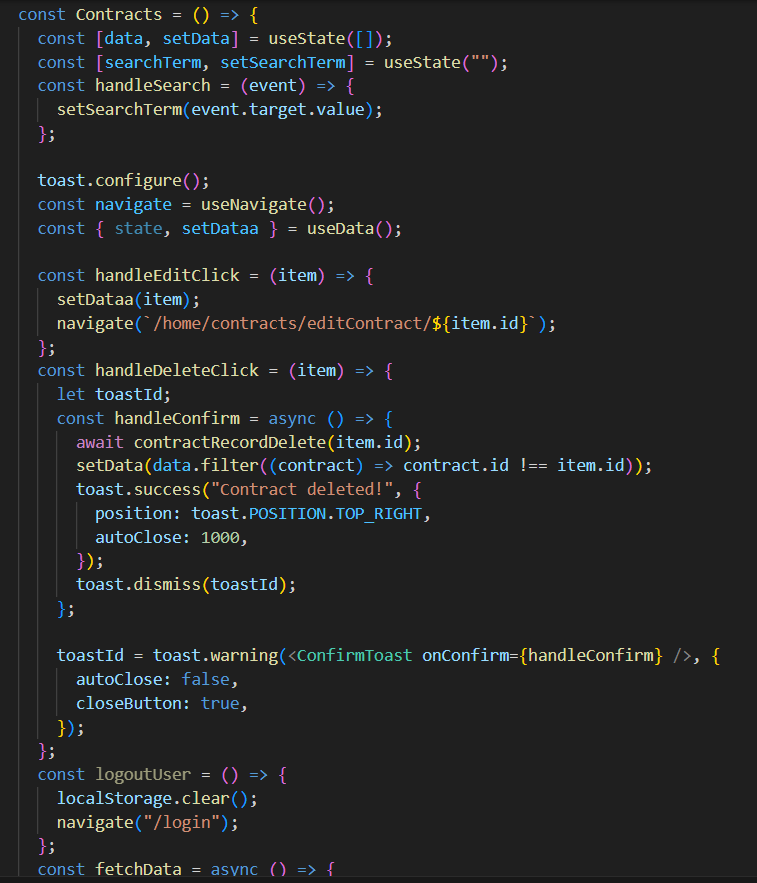 const Contracts = () => {
  const [data, setData] = useState([]);
  const [searchTerm, setSearchTerm] = useState("");
  const handleSearch = (event) => {
    setSearchTerm(event.target.value);
  };

  toast.configure();
  const navigate = useNavigate();
  const { state, setDataa } = useData();

  const handleEditClick = (item) => {
    setDataa(item);
    navigate(`/home/contracts/editContract/${item.id}`);
  };
  const handleDeleteClick = (item) => {
    let toastId;
    const handleConfirm = async () => {
      await contractRecordDelete(item.id);
      setData(data.filter((contract) => contract.id !== item.id));
      toast.success("Contract deleted!", {
        position: toast.POSITION.TOP_RIGHT,
        autoClose: 1000,
      });
      toast.dismiss(toastId);
    };

    toastId = toast.warning(<ConfirmToast onConfirm={handleConfirm} />, {
      autoClose: false,
      closeButton: true,
    });
  };
  const logoutUser = () => {
    localStorage.clear();
    navigate("/login");
  };
  const fetchData = async () => {